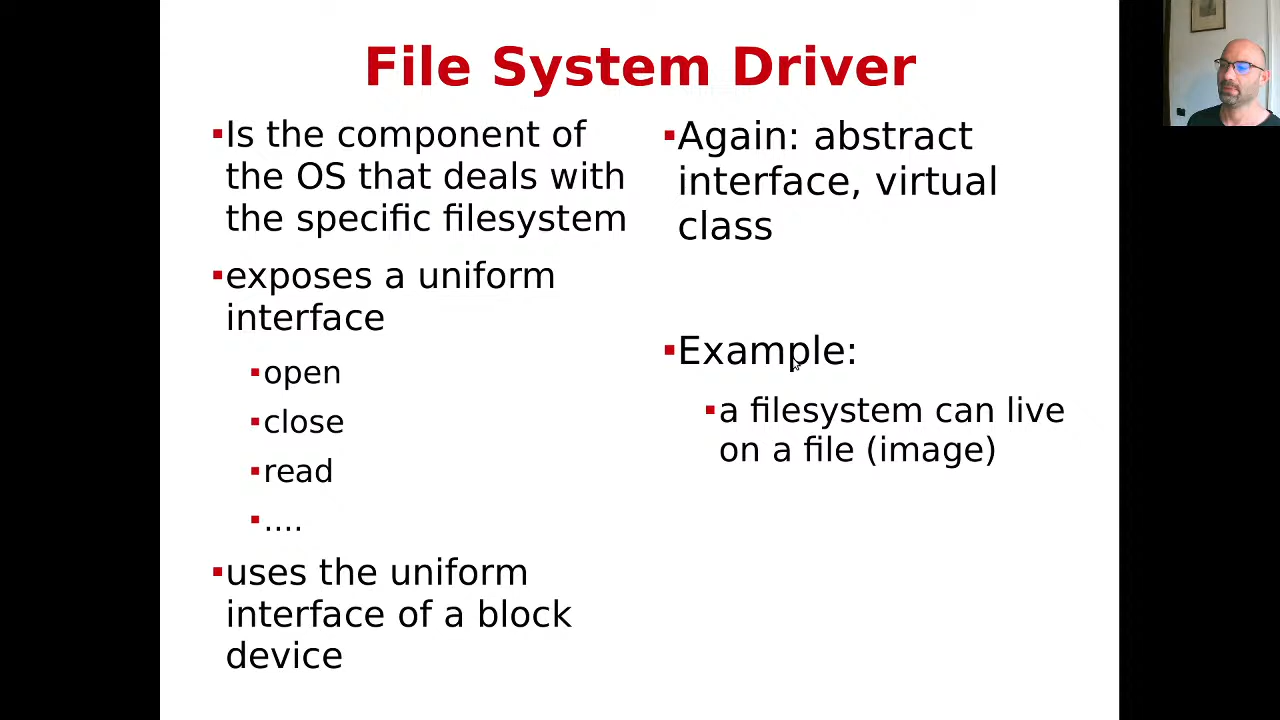 File System Driver
▪Is the component of
the OS that deals with
the specific filesystem
▪exposes a uniform
interface
▪open
▪close
▪read
▪....
▪uses the uniform
interface of a block
device
▪Again: abstract
interface, virtual
class
▪Example:
▪a filesystem can live
on a file (image)